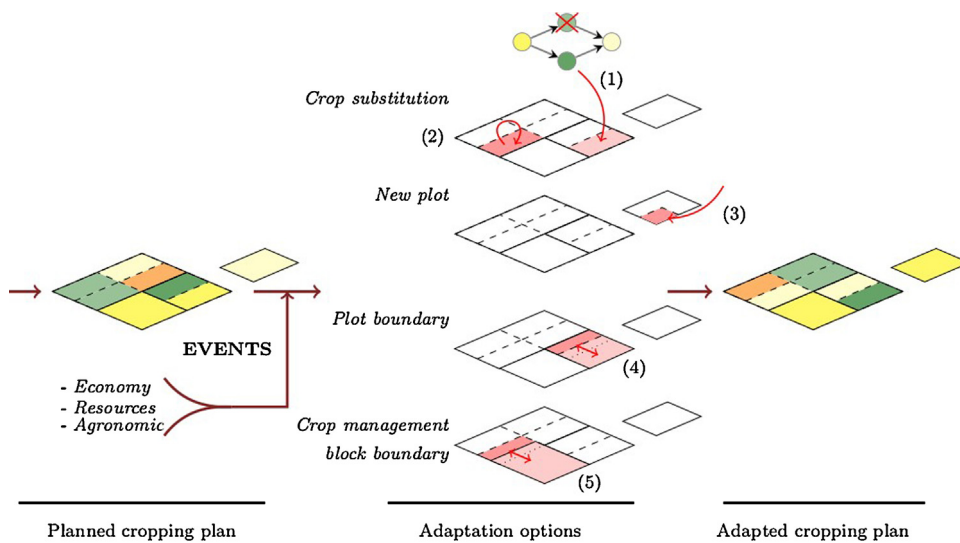 (1)
Crop substitution
(2)
New plot
(3)
Plot boundary
EVENTS
(4)
- Economy
- Resources
- Agronomic
Crop management
block boundary
(5)
Planned cropping plan
Adaptation options
Adapted cropping plan